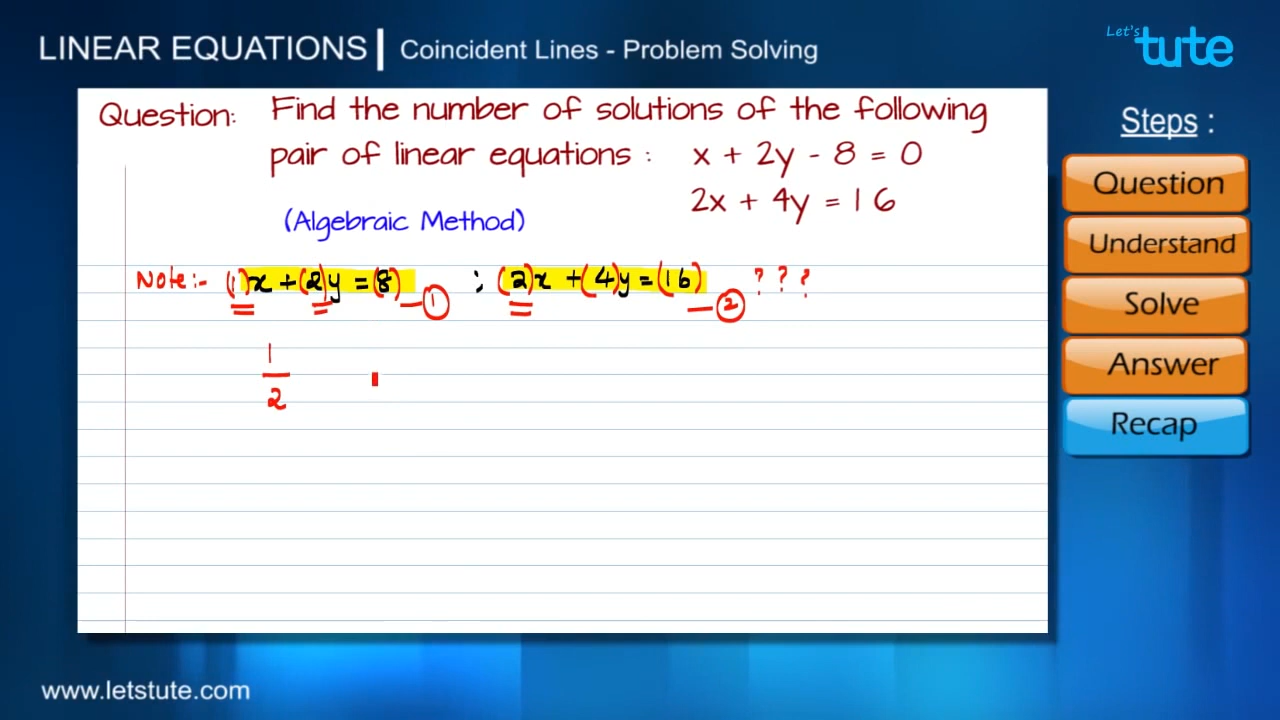 LINEAR EQUATIONS | Coincident Lines - Problem Solving
Let's tute
Question: Find the number of solutions of the following
pair of linear equations : x + 2y - 8 = 0
2x + 4y = 16
(Algebraic Method)
Note:- (1)x + (2)y = (8) — ① ; (2)x + (4)y = (16) — ② ? ? ?
1
2
Steps :
Question
Understand
Solve
Answer
Recap
www.letstute.com